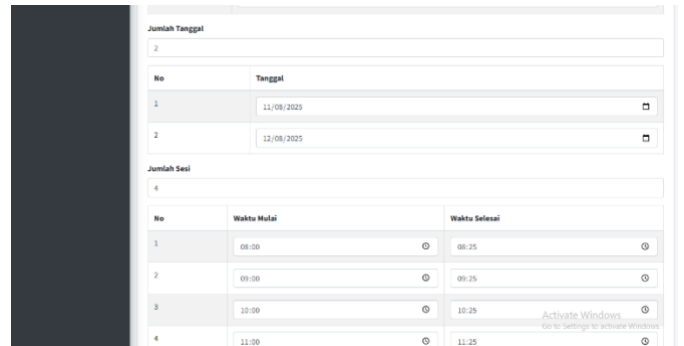 Jumlah Tanggal
2
No Tanggal
1 11/08/2025
2 12/08/2025
Jumlah Sesi
4
No Waktu Mulai Waktu Selesai
1 08:00 08:25
2 09:00 09:25
3 10:00 10:25
Activate Windows
Go to Settings to activate Windows.
4 11:00 11:25